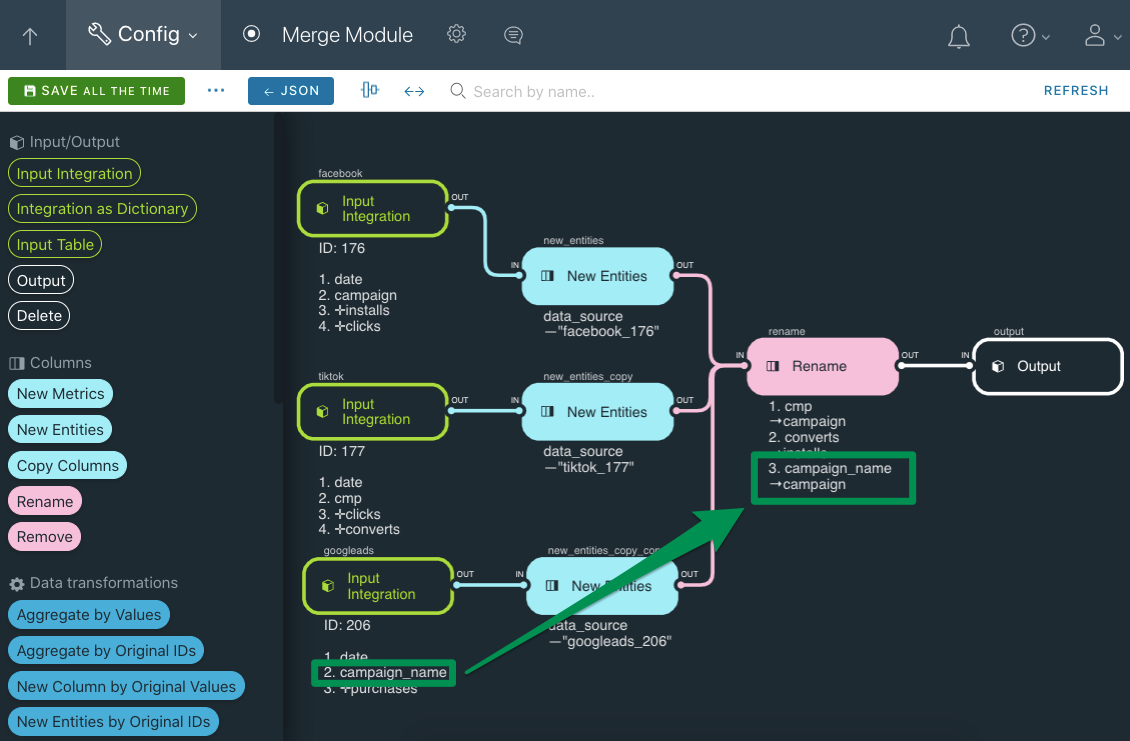 Config
Merge Module
SAVE ALL THE TIME
...
← JSON
Search by name..
REFRESH
Input/Output
Input Integration
Integration as Dictionary
Input Table
Output
Delete
Columns
New Metrics
New Entities
Copy Columns
Rename
Remove
Data transformations
Aggregate by Values
Aggregate by Original IDs
New Column by Original Values
New Entities by Original IDs
facebook
Input
Integration
OUT
ID: 176
1. date
2. campaign
3. ✛installs
4. ✛clicks
new_entities
IN
New Entities
OUT
data_source
—"facebook_176"
tiktok
Input
Integration
OUT
ID: 177
1. date
2. cmp
3. ✛clicks
4. ✛converts
new_entities_copy
IN
New Entities
OUT
data_source
—"tiktok_177"
googleads
Input
Integration
OUT
ID: 206
1. date
2. campaign_name
3. ✛purchases
new_entities_copy_cop
IN
New Entities
OUT
data_source
—"googleads_206"
rename
IN
Rename
OUT
1. cmp
→campaign
2. converts
→installs
3. campaign_name
→campaign
output
IN
Output